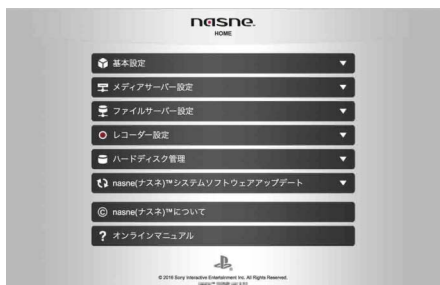 nasne.
HOME
基本設定
メディアサーバー設定
ファイルサーバー設定
レコーダー設定
ハードディスク管理
nasne(ナスネ)™システムソフトウェアアップデート
nasne(ナスネ)™について
オンラインマニュアル
© 2016 Sony Interactive Entertainment Inc. All Rights Reserved.